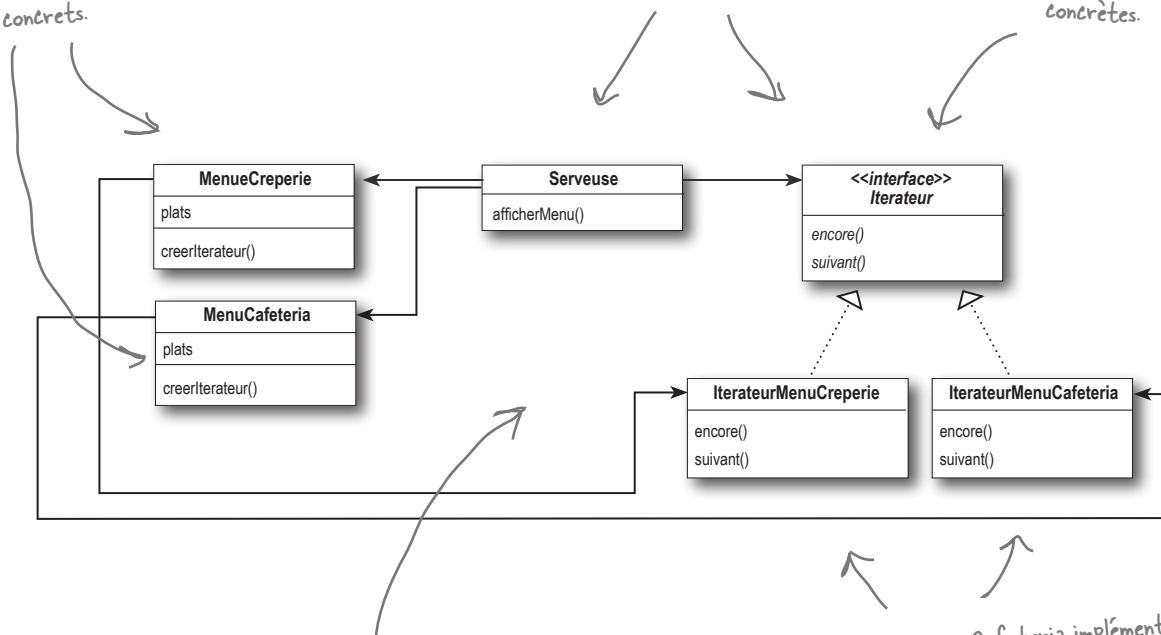 concrets.
concrètes.
MenueCreperie
plats
creerIterateur()
Serveuse
afficherMenu()
<<interface>>
Iterateur
encore()
suivant()
MenuCafeteria
plats
creerIterateur()
IterateurMenuCreperie
encore()
suivant()
IterateurMenuCafeteria
encore()
suivant()